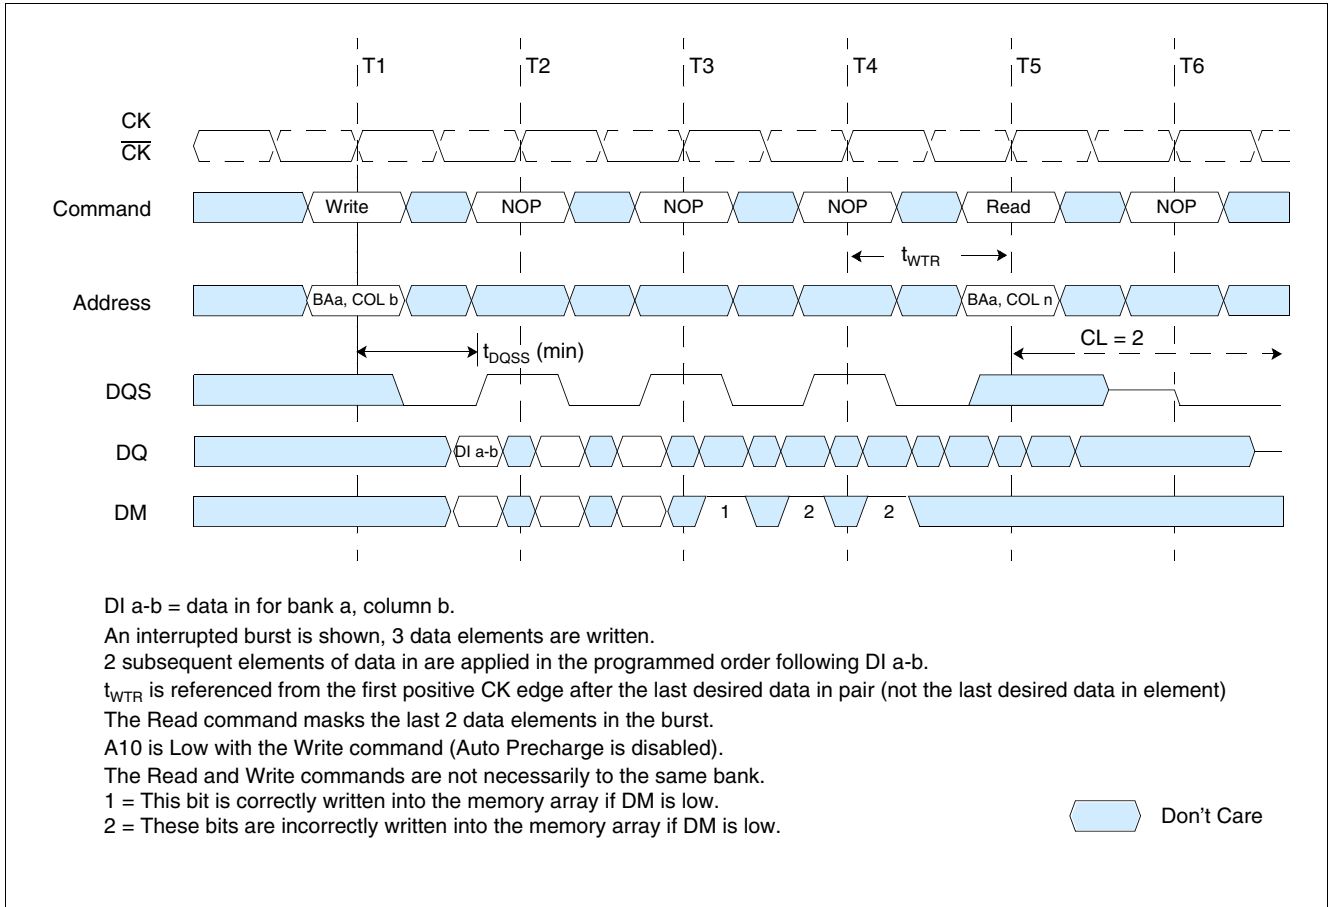 T1 T2 T3 T4 T5 T6
CK
CK
Command Write NOP NOP NOP Read NOP
tWTR
Address BAa, COL b BAa, COL n
tDQSS (min) CL = 2
DQS
DQ DI a-b
DM 1 2 2
DI a-b = data in for bank a, column b.
An interrupted burst is shown, 3 data elements are written.
2 subsequent elements of data in are applied in the programmed order following DI a-b.
tWTR is referenced from the first positive CK edge after the last desired data in pair (not the last desired data in element)
The Read command masks the last 2 data elements in the burst.
A10 is Low with the Write command (Auto Precharge is disabled).
The Read and Write commands are not necessarily to the same bank.
1 = This bit is correctly written into the memory array if DM is low.
2 = These bits are incorrectly written into the memory array if DM is low.
Don't Care